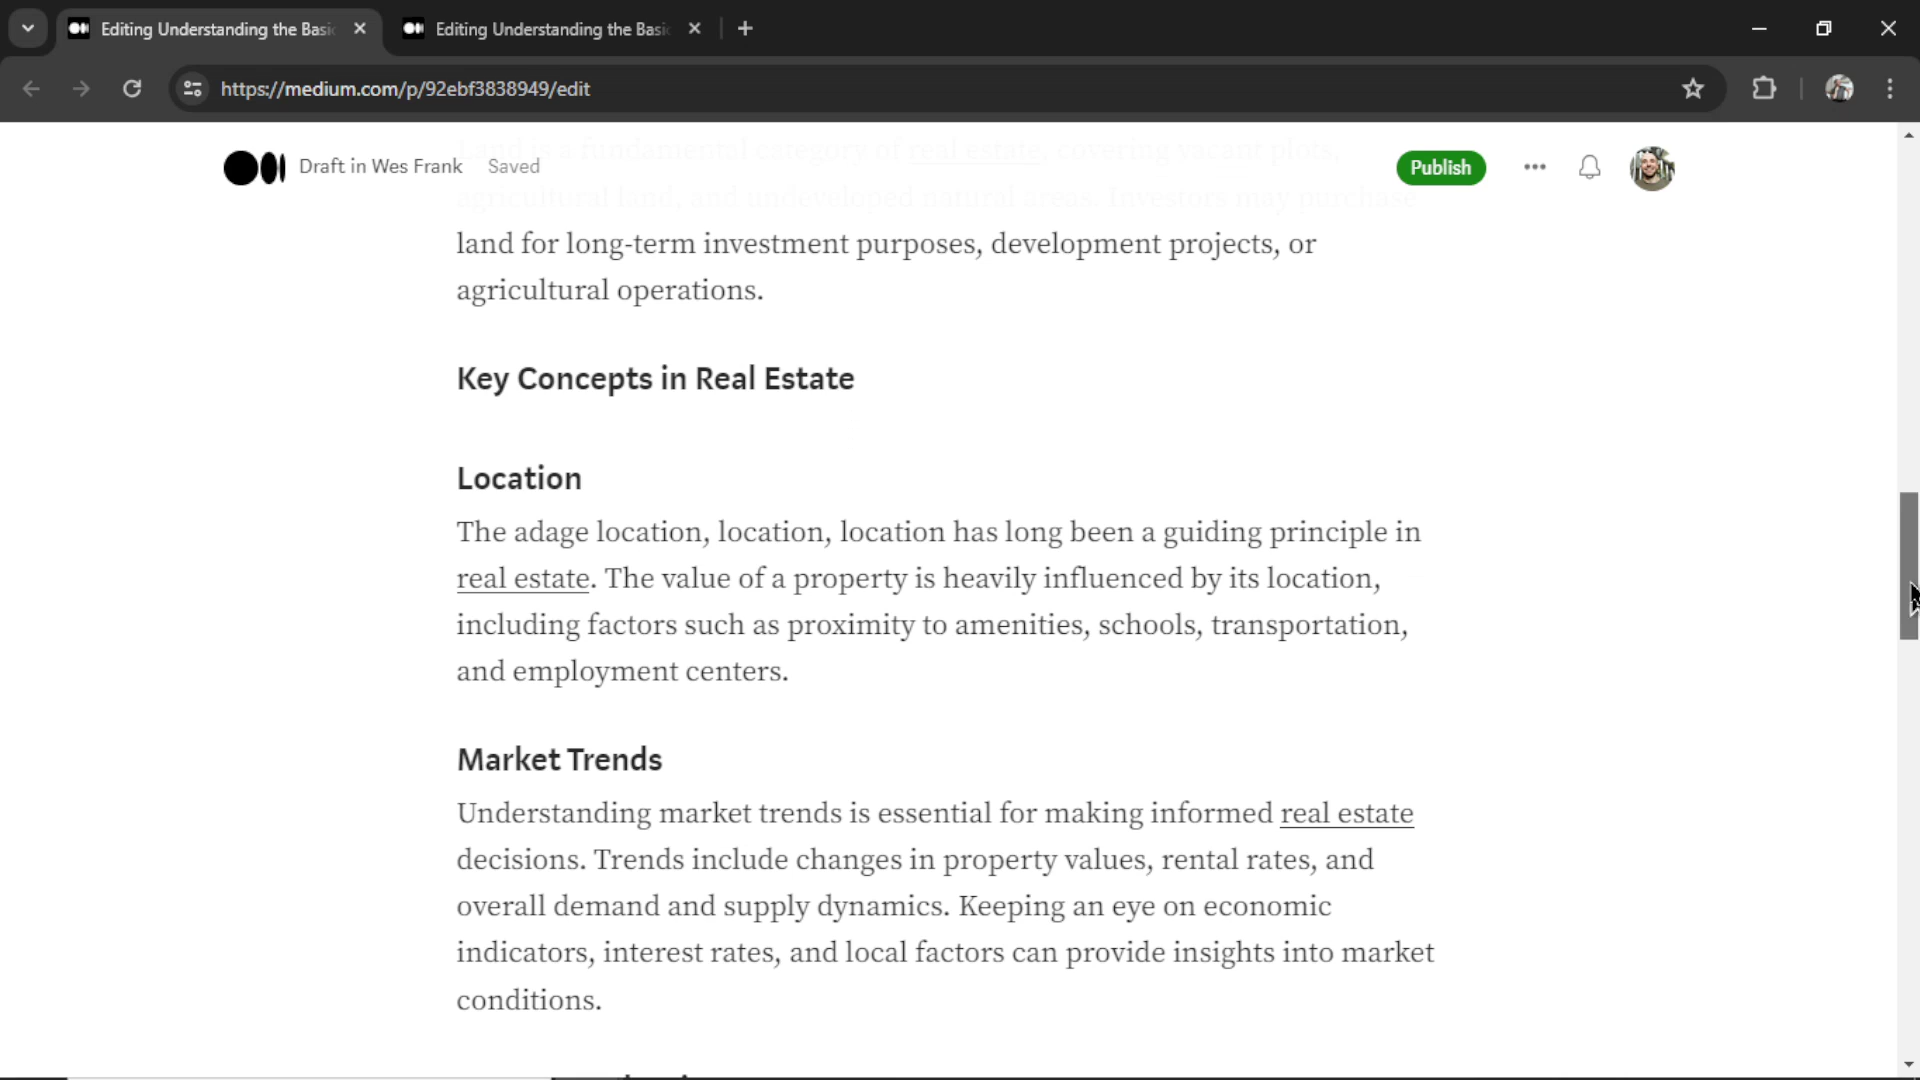 Editing Understanding the Basi
Editing Understanding the Basi
https://medium.com/p/92ebf3838949/edit
Draft in Wes Frank
Saved
Publish
Land is a fundamental category of real estate, covering vacant plots,
agricultural land, and undeveloped natural areas. Investors may purchase
land for long-term investment purposes, development projects, or
agricultural operations.
Key Concepts in Real Estate
Location
The adage location, location, location has long been a guiding principle in
real estate. The value of a property is heavily influenced by its location,
including factors such as proximity to amenities, schools, transportation,
and employment centers.
Market Trends
Understanding market trends is essential for making informed real estate
decisions. Trends include changes in property values, rental rates, and
overall demand and supply dynamics. Keeping an eye on economic
indicators, interest rates, and local factors can provide insights into market
conditions.